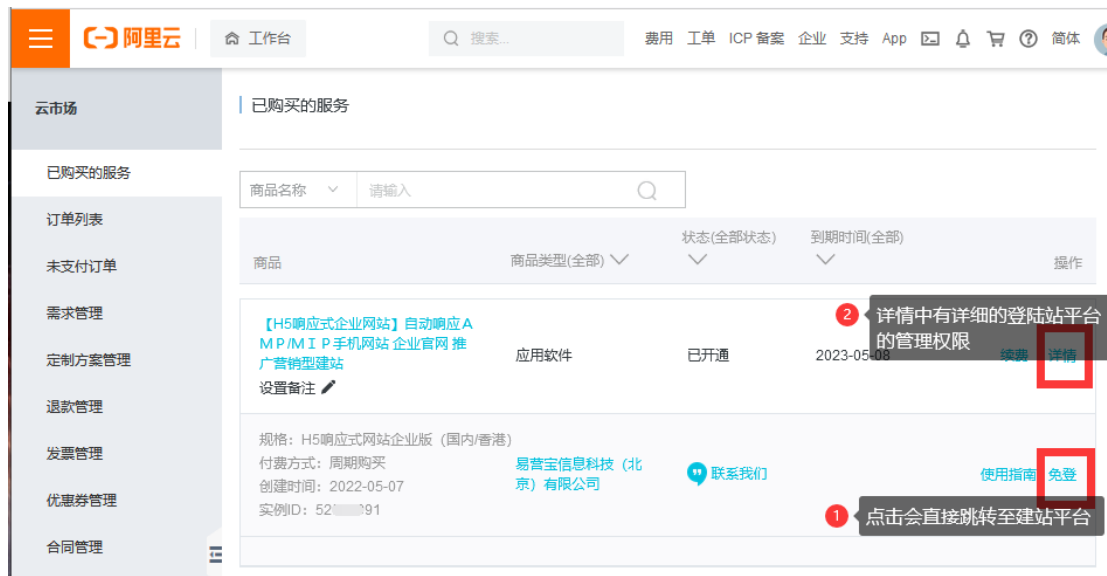 阿里云
工作台
搜索...
费用 工单 ICP 备案 企业 支持 App 简体
云市场
已购买的服务
订单列表
未支付订单
需求管理
定制方案管理
退款管理
发票管理
优惠券管理
合同管理
已购买的服务
商品名称 请输入
商品 商品类型(全部) 状态(全部状态) 到期时间(全部) 操作
【H5响应式企业网站】自动响应A
MP/MIP手机网站 企业官网 推
广营销型建站
设置备注
应用软件 已开通 2023-05-08 续费 详情
2 详情中有详细的登陆站平台
的管理权限
规格：H5响应式网站企业版（国内/香港）
付费方式：周期购买
创建时间：2022-05-07
实例ID：52 91
易营宝信息科技（北
京）有限公司
联系我们
使用指南 免登
1 点击会直接跳转至建站平台